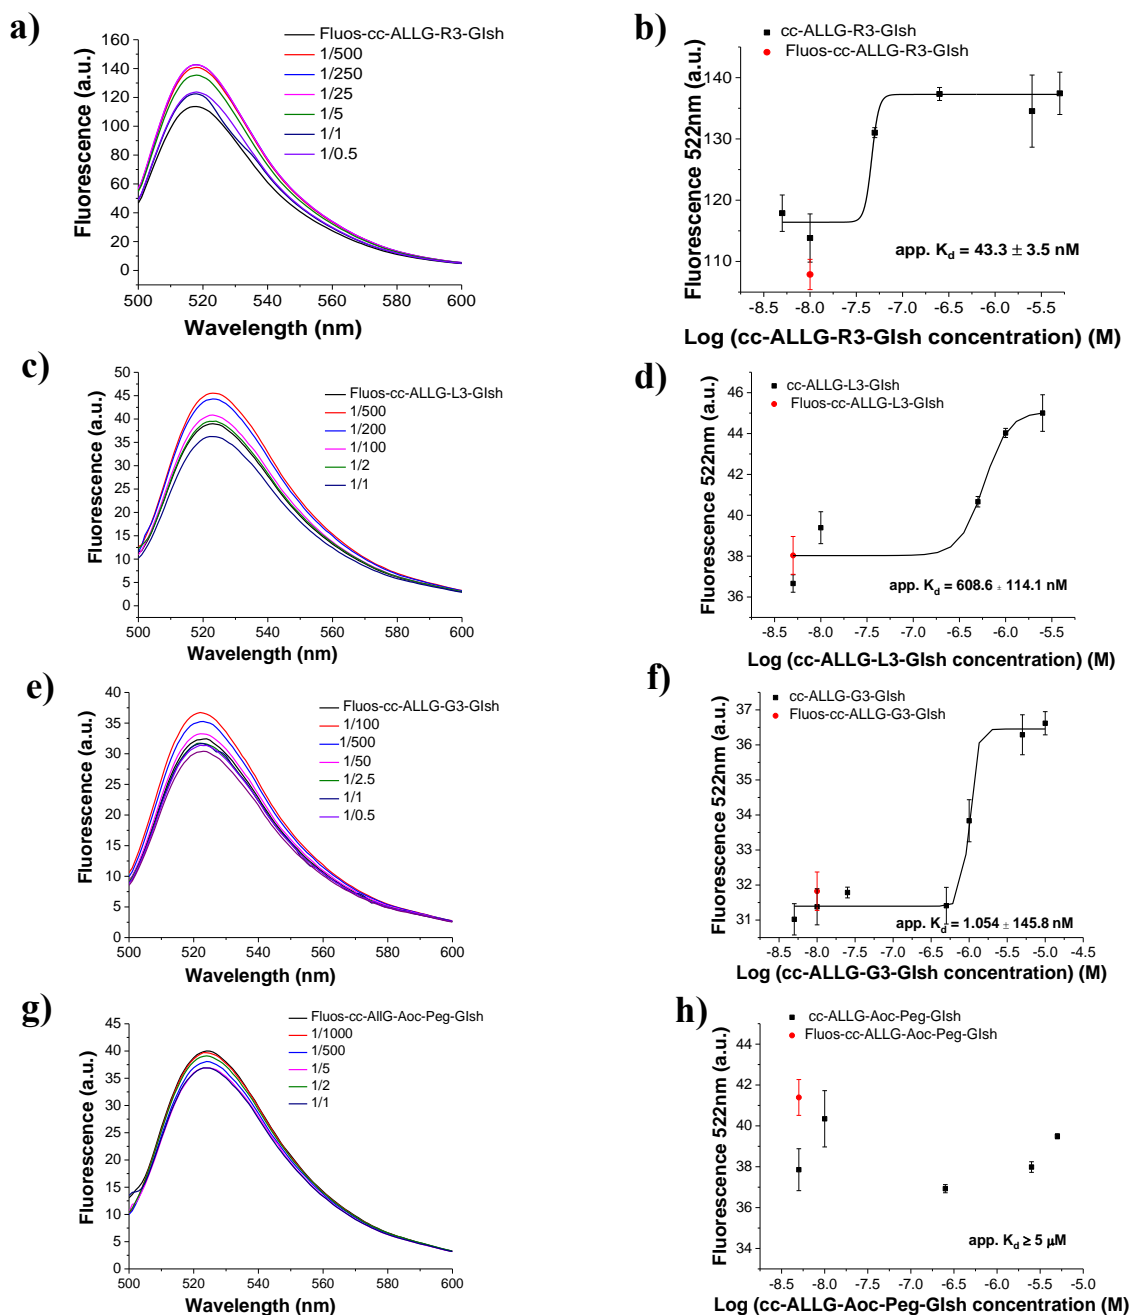 a)
Fluos-cc-ALLG-R3-GIsh
1/500
1/250
1/25
1/5
1/1
1/0.5
160
140
120
100
80
60
40
20
0
Fluorescence (a.u.)
500 520 540 560 580 600
Wavelength (nm)
b)
cc-ALLG-R3-GIsh
Fluos-cc-ALLG-R3-GIsh
140
130
120
110
Fluorescence 522nm (a.u.)
app. Kd = 43.3 ± 3.5 nM
-8.5 -8.0 -7.5 -7.0 -6.5 -6.0 -5.5
Log (cc-ALLG-R3-GIsh concentration) (M)
c)
Fluos-cc-ALLG-L3-GIsh
1/500
1/200
1/100
1/2
1/1
50
45
40
35
30
25
20
15
10
5
0
Fluorescence (a.u.)
500 520 540 560 580 600
Wavelength (nm)
d)
cc-ALLG-L3-GIsh
Fluos-cc-ALLG-L3-GIsh
46
44
42
40
38
36
Fluorescence 522nm (a.u.)
app. Kd = 608.6 ± 114.1 nM
-8.5 -8.0 -7.5 -7.0 -6.5 -6.0 -5.5
Log (cc-ALLG-L3-GIsh concentration) (M)
e)
Fluos-cc-ALLG-G3-GIsh
1/100
1/500
1/50
1/2.5
1/1
1/0.5
40
35
30
25
20
15
10
5
0
Fluorescence (a.u.)
500 520 540 560 580 600
Wavelength (nm)
f)
cc-ALLG-G3-GIsh
Fluos-cc-ALLG-G3-GIsh
37
36
35
34
33
32
31
Fluorescence 522nm (a.u.)
app. Kd = 1.054 ± 145.8 nM
-8.5 -8.0 -7.5 -7.0 -6.5 -6.0 -5.5 -5.0 -4.5
Log (cc-ALLG-G3-GIsh concentration) (M)
g)
Fluos-cc-AllG-Aoc-Peg-GIsh
1/1000
1/500
1/5
1/2
1/1
45
40
35
30
25
20
15
10
5
0
Fluorescence (a.u.)
500 520 540 560 580 600
Wavelength (nm)
h)
cc-ALLG-Aoc-Peg-GIsh
Fluos-cc-ALLG-Aoc-Peg-GIsh
44
43
42
41
40
39
38
37
36
35
34
33
Fluorescence 522nm (a.u.)
app. Kd ≥ 5 μM
-8.5 -8.0 -7.5 -7.0 -6.5 -6.0 -5.5 -5.0
Log (cc-ALLG-Aoc-Peg-GIsh concentration) (M)